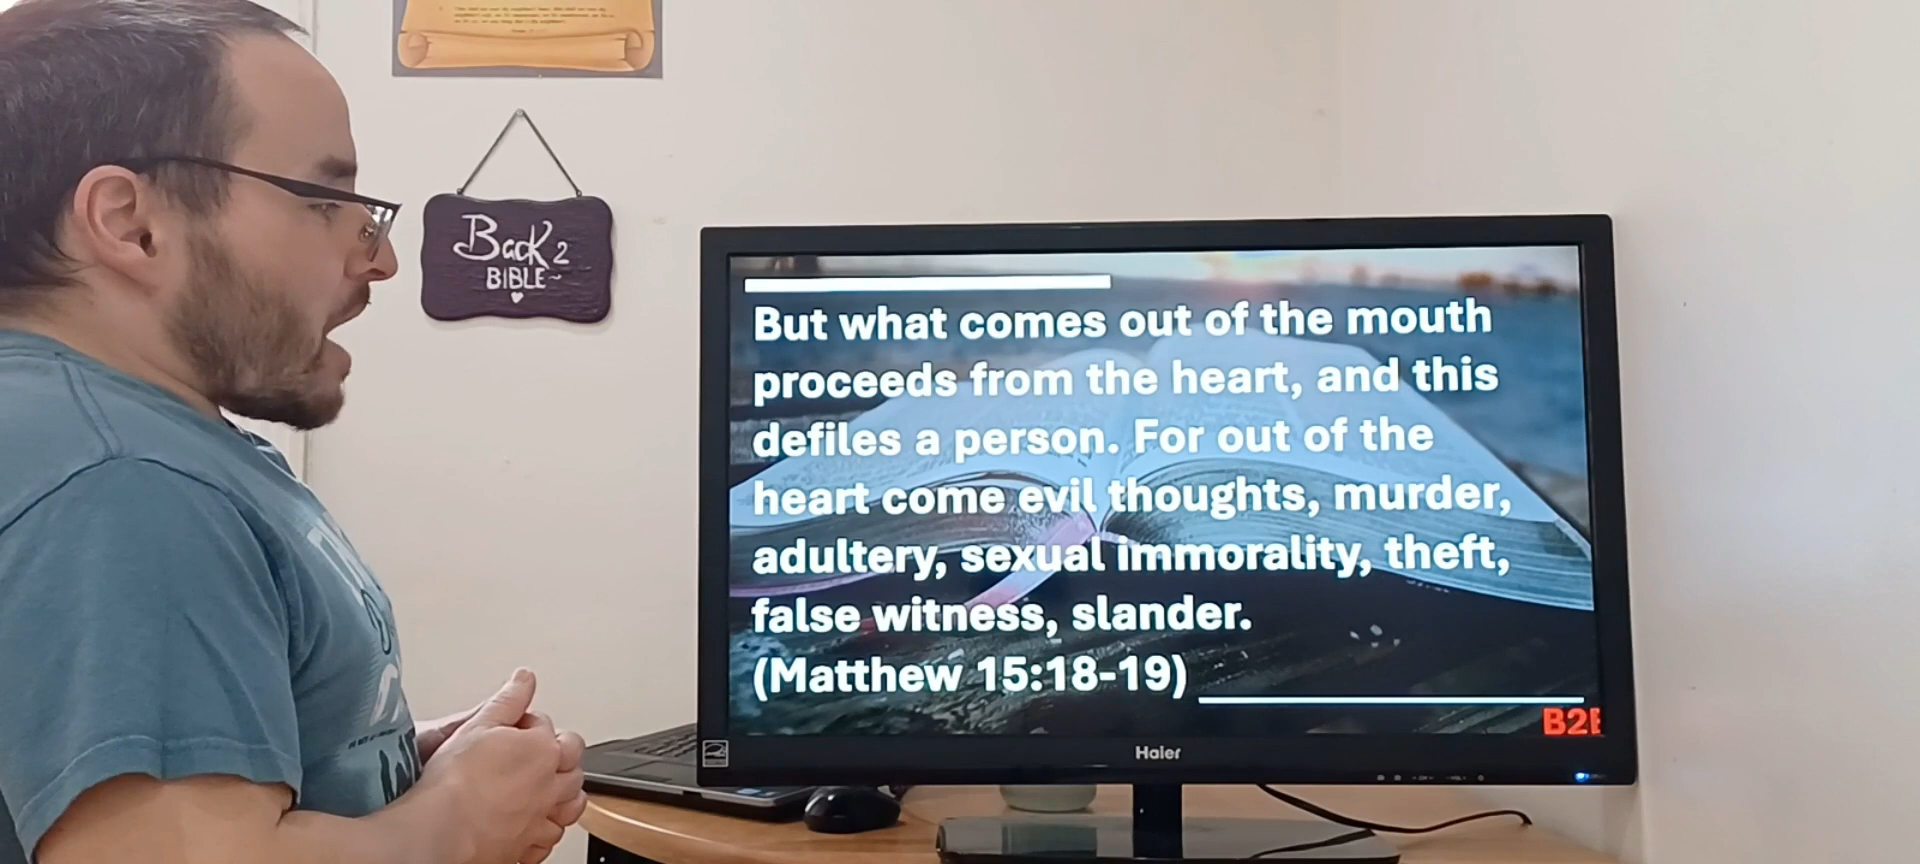 Back 2
BIBLE~
But what comes out of the mouth
proceeds from the heart, and this
defiles a person. For out of the
heart come evil thoughts, murder,
adultery, sexual immorality, theft,
false witness, slander.
(Matthew 15:18-19)
B2B
Haier